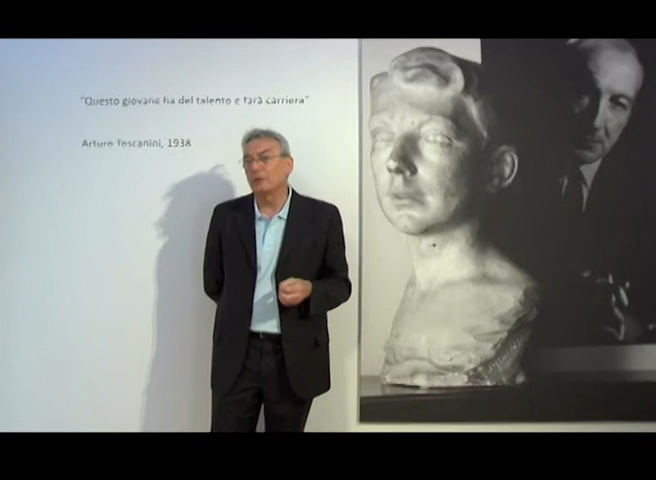 "Questo giovane ha del talento e farà carriera"
Arturo Toscanini, 1938